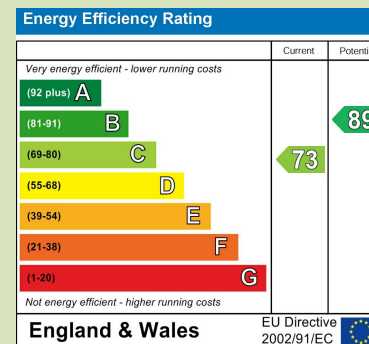 Energy Efficiency Rating
Current
Very energy efficient - lower running costs
(92 plus) A
(81-91) B
89
(69-80) C
73
(55-68) D
(39-54) E
(21-38) F
(1-20) G
Not energy efficient - higher running costs
England & Wales
EU Directive
2002/91/EC